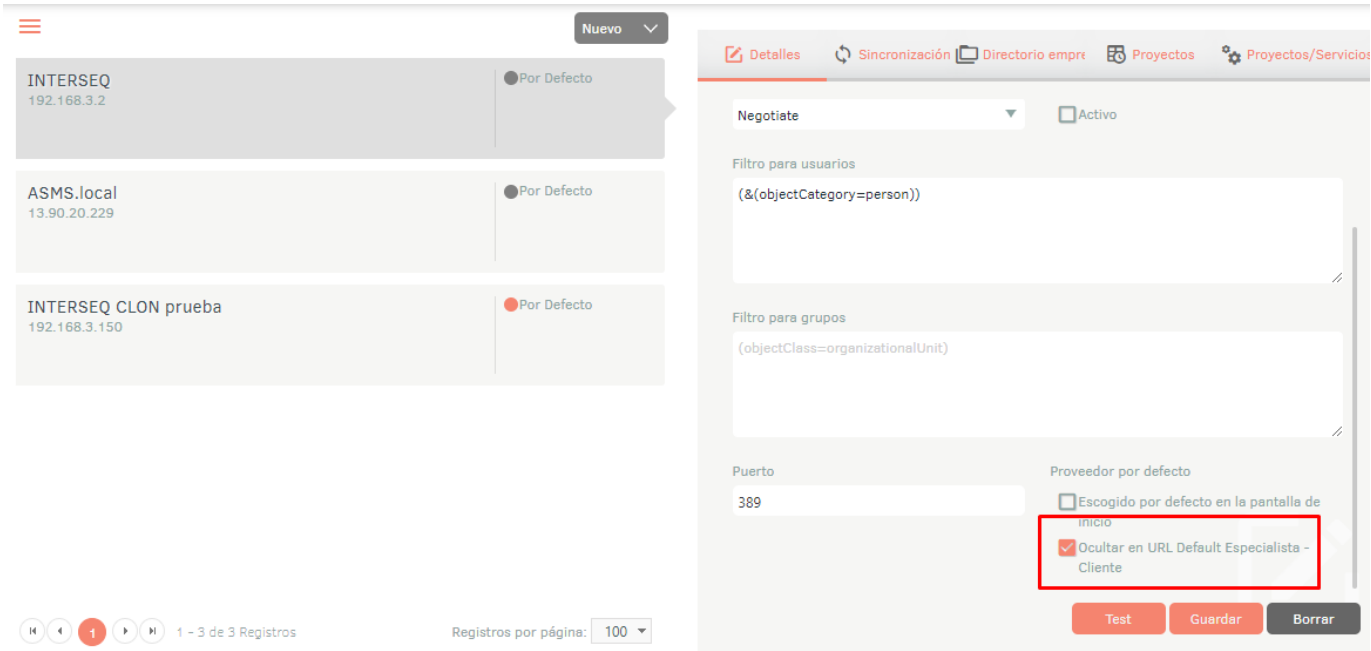 Nuevo
INTERSEQ
192.168.3.2
Por Defecto
ASMS.local
13.90.20.229
Por Defecto
INTERSEQ CLON prueba
192.168.3.150
Por Defecto
1
1 - 3 de 3 Registros
Registros por página: 100
Detalles
Sincronización
Directorio empre
Proyectos
Proyectos/Servicios
Negotiate
Activo
Filtro para usuarios
(&(objectCategory=person))
Filtro para grupos
(objectClass=organizationalUnit)
Puerto
389
Proveedor por defecto
Escogido por defecto en la pantalla de
inicio
Ocultar en URL Default Especialista -
Cliente
Test
Guardar
Borrar